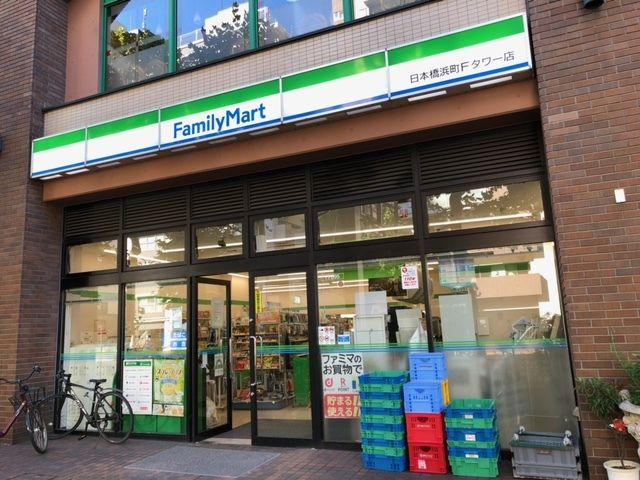 FamilyMart
日本橋浜町Fタワー店
ファミマの
お買物で
d R
POINT
貯まる
使える